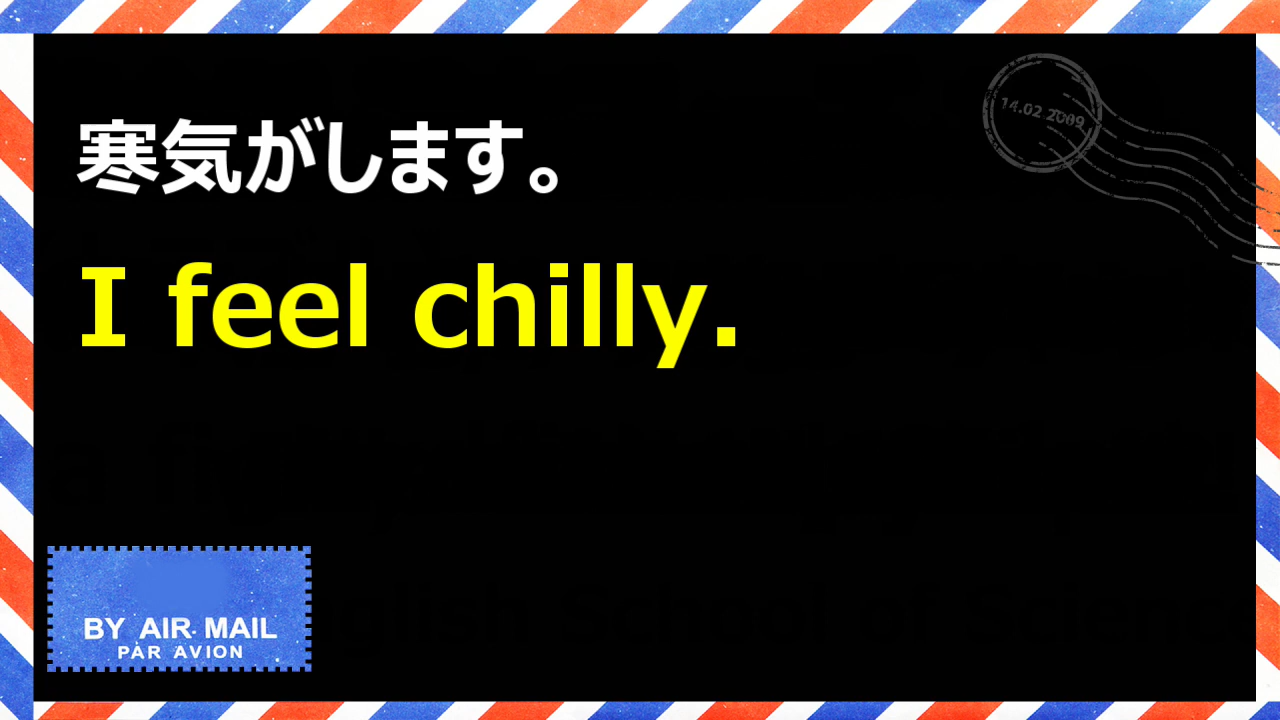 寒気がします。
I feel chilly.
14.02 2009
BY AIR MAIL
PAR AVION